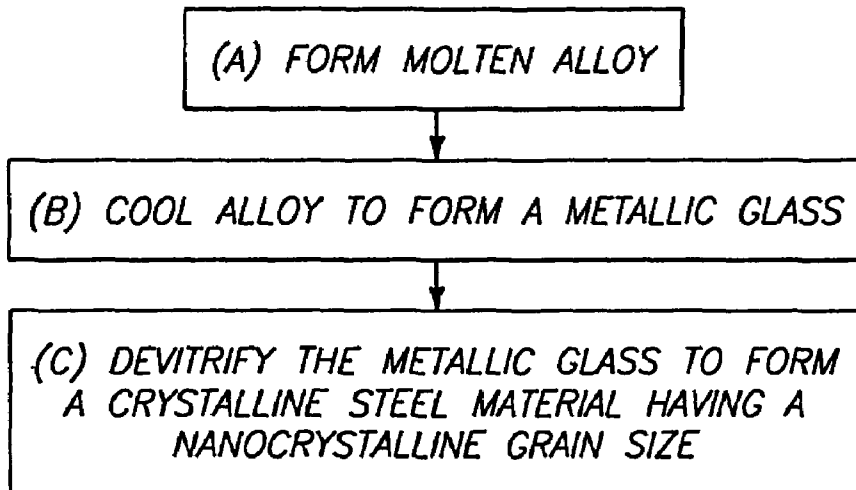 (A) FORM MOLTEN ALLOY
(B) COOL ALLOY TO FORM A METALLIC GLASS
(C) DEVITRIFY THE METALLIC GLASS TO FORM
A CRYSTALLINE STEEL MATERIAL HAVING A
NANOCRYSTALLINE GRAIN SIZE